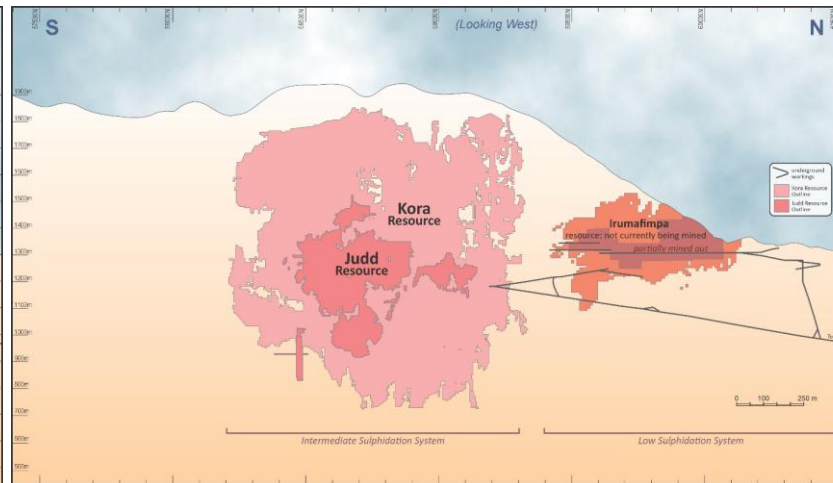 S
(Looking West)
N
1900m
1800m
1700m
1600m
1500m
1400m
1300m
1200m
1100m
1000m
900m
800m
700m
600m
500m
Kora
Resource
Judd
Resource
Irumafimpa
resource: not currently being mined
partially mined out
underground
workings
Kora Resource
Outline
Judd Resource
Outline
0 100 250 m
Intermediate Sulphidation System
Low Sulphidation System